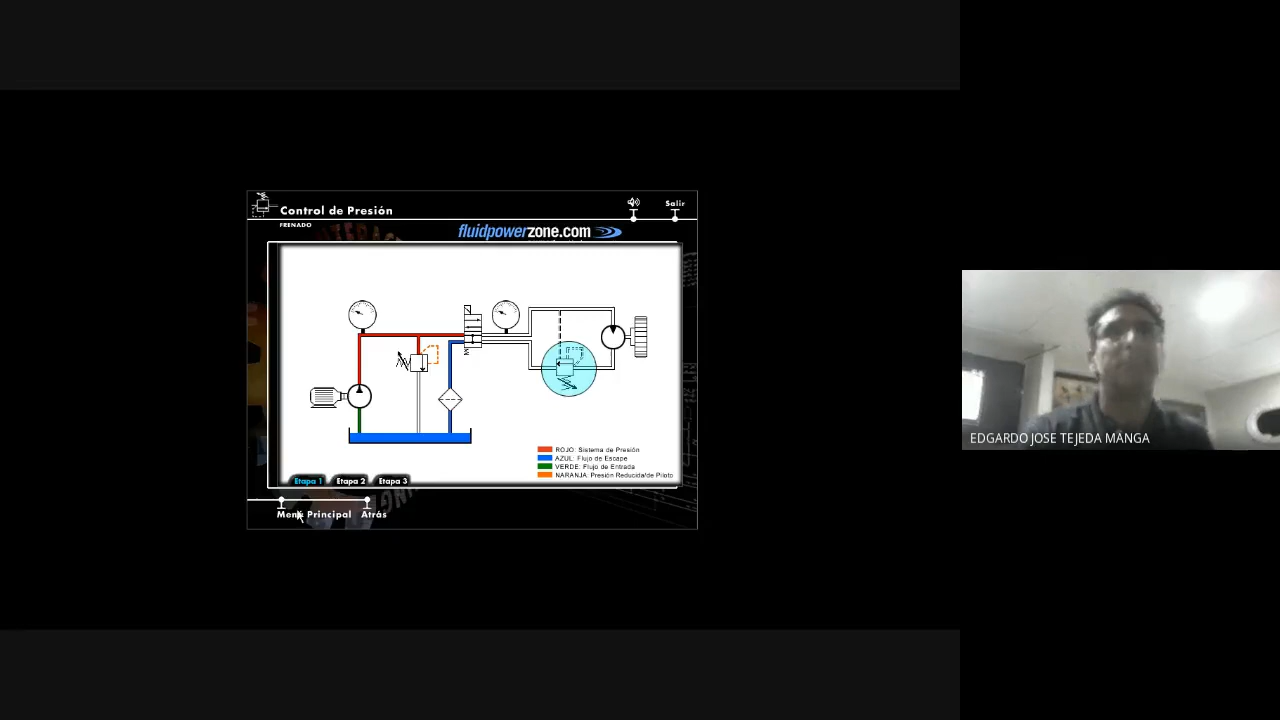 Control de Presión
Salir
FRENADO
fluidpowerzone.com
ROJO: Sistema de Presión
AZUL: Flujo de Escape
VERDE: Flujo de Entrada
NARANJA: Presión Reducida/de Piloto
Etapa 1 Etapa 2 Etapa 3
Menú Principal Atrás
EDGARDO JOSE TEJEDA MANGA